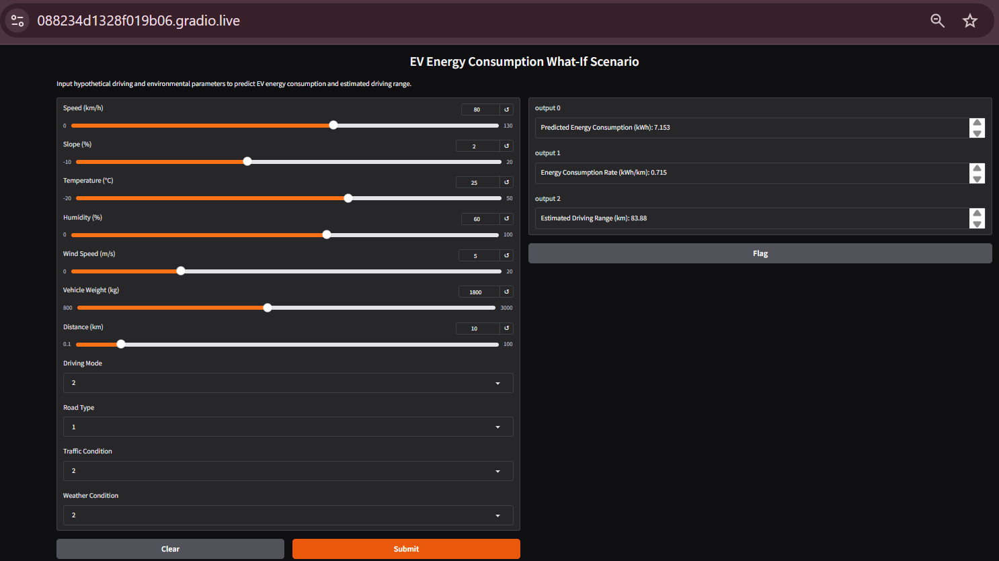 088234d1328f019b06.gradio.live
EV Energy Consumption What-If Scenario
Input hypothetical driving and environmental parameters to predict EV energy consumption and estimated driving range.
Speed (km/h)
80
0
130
Slope (%)
2
-10
20
Temperature (°C)
25
-20
50
Humidity (%)
60
0
100
Wind Speed (m/s)
5
0
20
Vehicle Weight (kg)
1800
800
3000
Distance (km)
10
0.1
100
Driving Mode
2
Road Type
1
Traffic Condition
2
Weather Condition
2
Clear
Submit
output 0
Predicted Energy Consumption (kWh): 7.153
output 1
Energy Consumption Rate (kWh/km): 0.715
output 2
Estimated Driving Range (km): 83.88
Flag